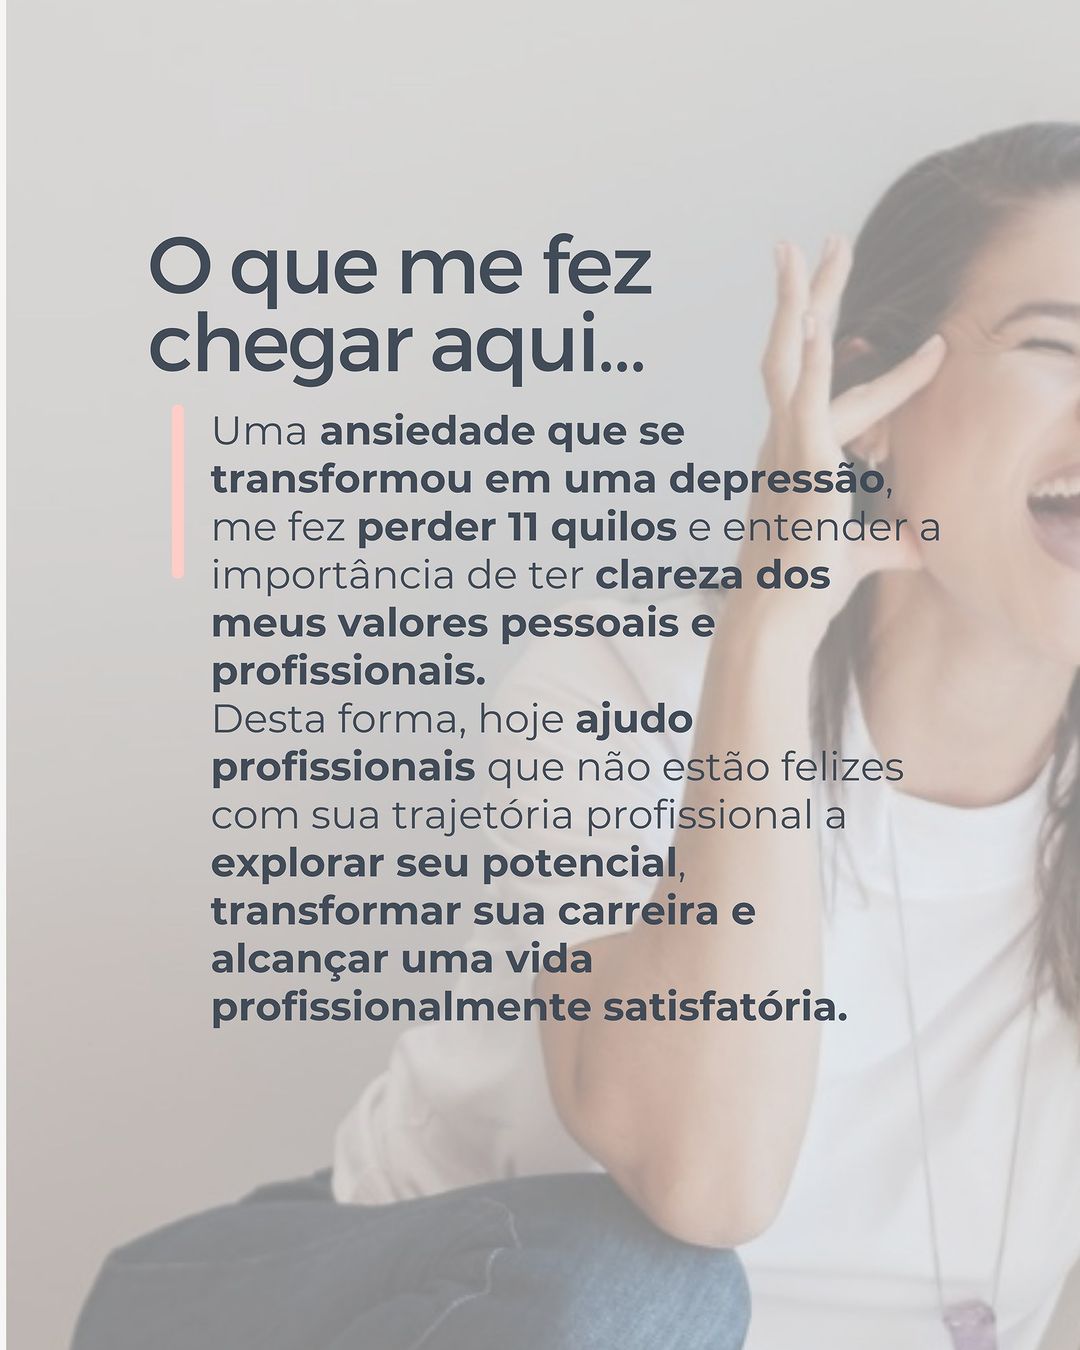 O que me fez
chegar aqui...
Uma ansiedade que se
transformou em uma depressão,
me fez perder 11 quilos e entender a
importância de ter clareza dos
meus valores pessoais e
profissionais.
Desta forma, hoje ajudo
profissionais que não estão felizes
com sua trajetória profissional a
explorar seu potencial,
transformar sua carreira e
alcançar uma vida
profissionalmente satisfatória.